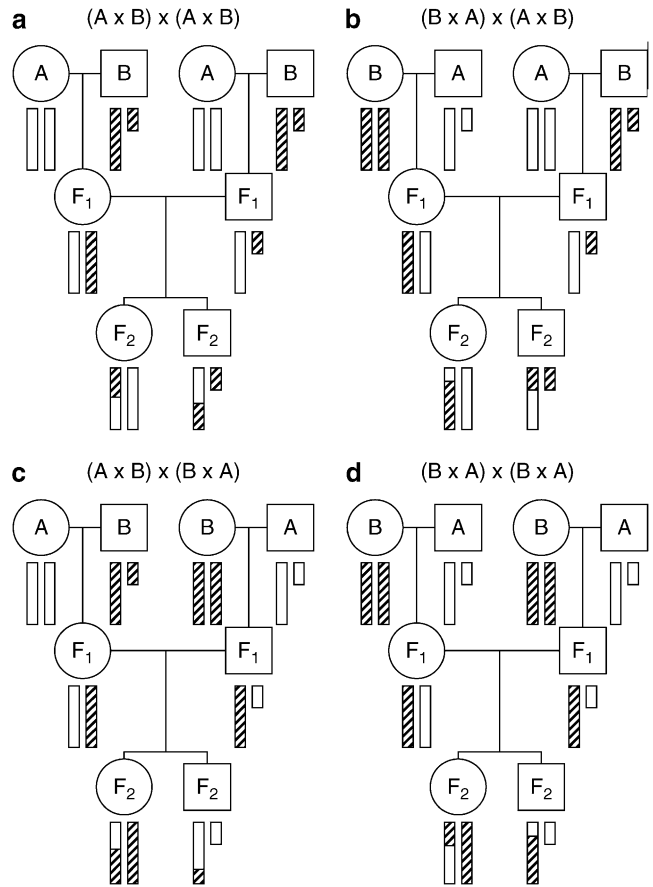 a (A x B) x (A x B)
b (B x A) x (A x B)
A B A B
B A A B
F₁ F₁
F₁ F₁
F₂ F₂
F₂ F₂
c (A x B) x (B x A)
d (B x A) x (B x A)
A B B A
B A B A
F₁ F₁
F₁ F₁
F₂ F₂
F₂ F₂